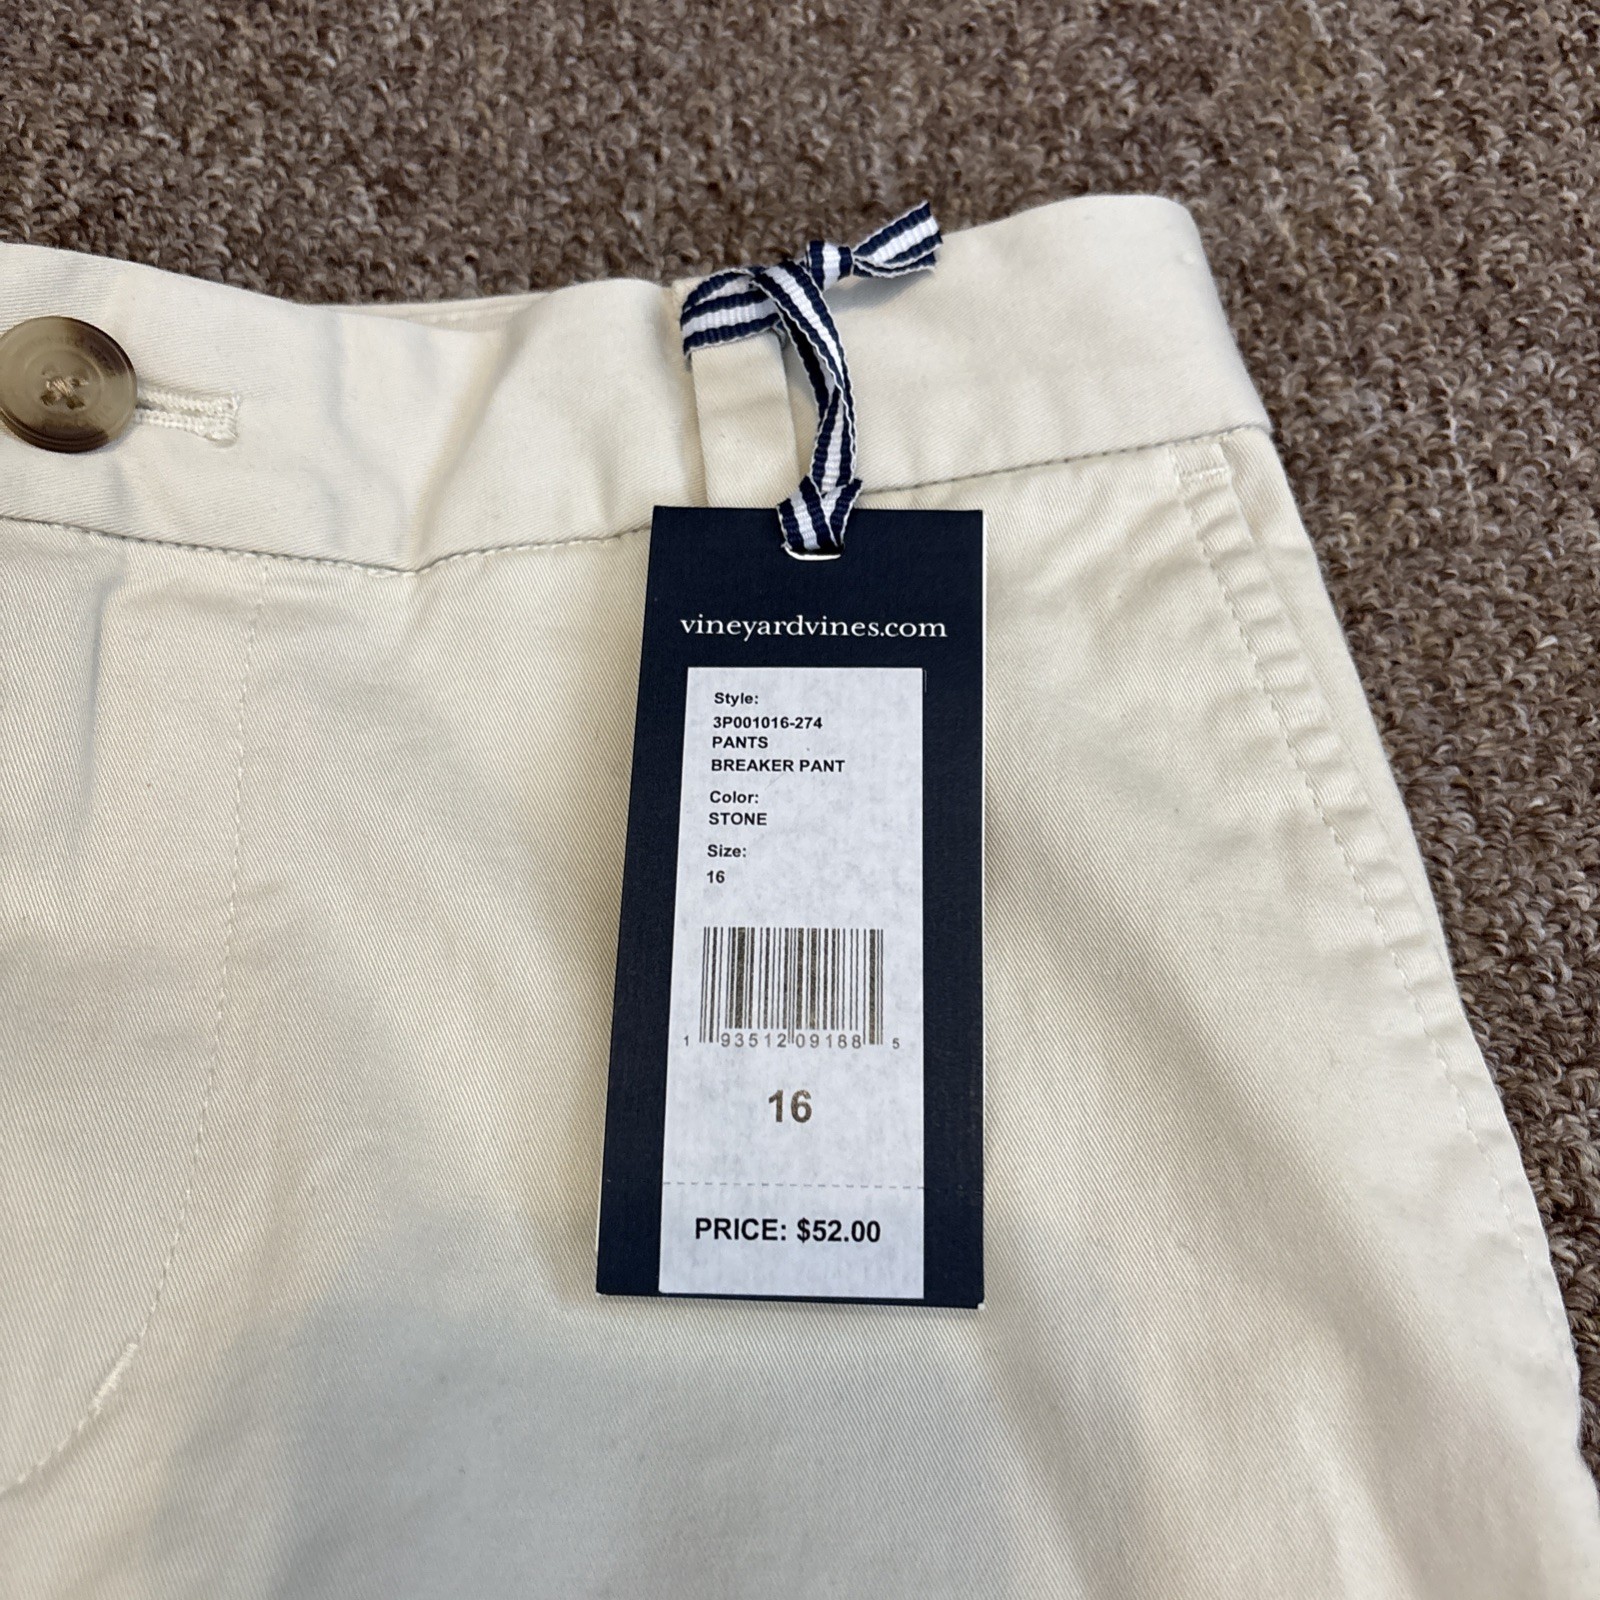 vineyardvines.com
Style:
3P001016-274
PANTS
BREAKER PANT
Color:
STONE
Size:
16
1 93512 09188 5
16
PRICE: $52.00